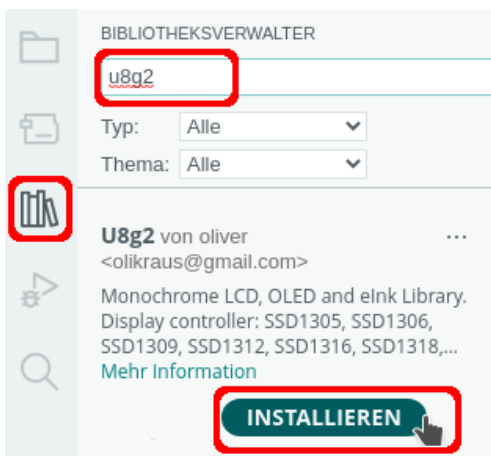 BIBLIOTHEKSVERWALTER
u8g2
Typ: Alle
Thema: Alle
U8g2 von oliver ...
<olikraus@gmail.com>
Monochrome LCD, OLED and eInk Library.
Display controller: SSD1305, SSD1306,
SSD1309, SSD1312, SSD1316, SSD1318,...
Mehr Information
INSTALLIEREN